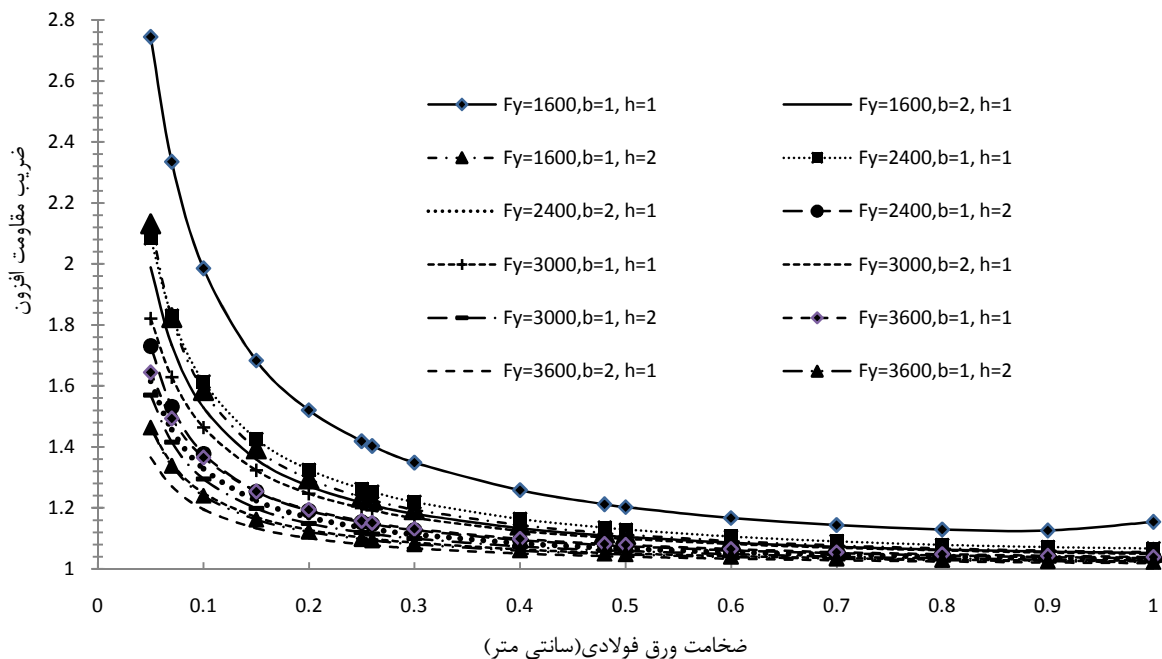 2.8
2.6
2.4
2.2
2
1.8
1.6
1.4
1.2
1
ضریب مقاومت افزون
Fy=1600,b=1, h=1
Fy=1600,b=2, h=1
Fy=1600,b=1, h=2
Fy=2400,b=1, h=1
Fy=2400,b=2, h=1
Fy=2400,b=1, h=2
Fy=3000,b=1, h=1
Fy=3000,b=2, h=1
Fy=3000,b=1, h=2
Fy=3600,b=1, h=1
Fy=3600,b=2, h=1
Fy=3600,b=1, h=2
0 0.1 0.2 0.3 0.4 0.5 0.6 0.7 0.8 0.9 1
ضخامت ورق فولادی(سانتی متر)